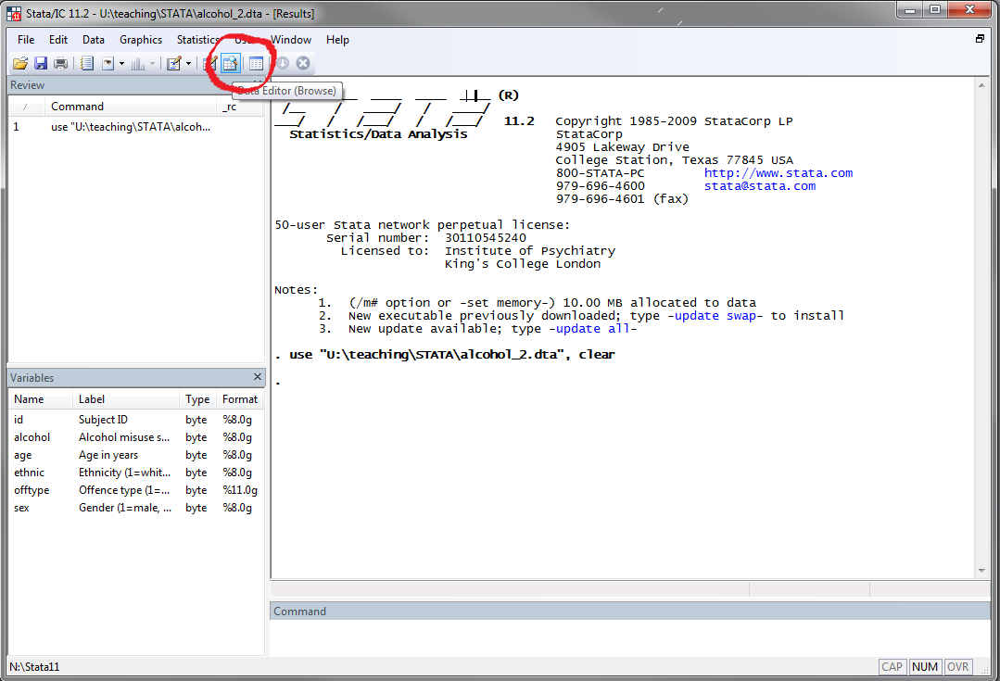 Stata/IC 11.2 - U:\teaching\STATA\alcohol_2.dta - [Results]
File Edit Data Graphics Statistics User Window Help
Data Editor (Browse)
Review
Command _rc
1 use "U:\teaching\STATA\alcoh...
Variables
Name Label Type Format
id Subject ID byte %8.0g
alcohol Alcohol misuse s... byte %8.0g
age Age in years byte %8.0g
ethnic Ethnicity (1=whit... byte %8.0g
offtype Offence type (1=... byte %11.0g
sex Gender (1=male, ... byte %8.0g
(R)
11.2 Copyright 1985-2009 StataCorp LP
Statistics/Data Analysis StataCorp
4905 Lakeway Drive
College Station, Texas 77845 USA
800-STATA-PC http://www.stata.com
979-696-4600 stata@stata.com
979-696-4601 (fax)
50-user Stata network perpetual license:
Serial number: 30110545240
Licensed to: Institute of Psychiatry
King's College London
Notes:
1. (/m# option or -set memory-) 10.00 MB allocated to data
2. New executable previously downloaded; type -update swap- to install
3. New update available; type -update all-
. use "U:\teaching\STATA\alcohol_2.dta", clear
.
Command
N:\Stata11
CAP NUM OVR